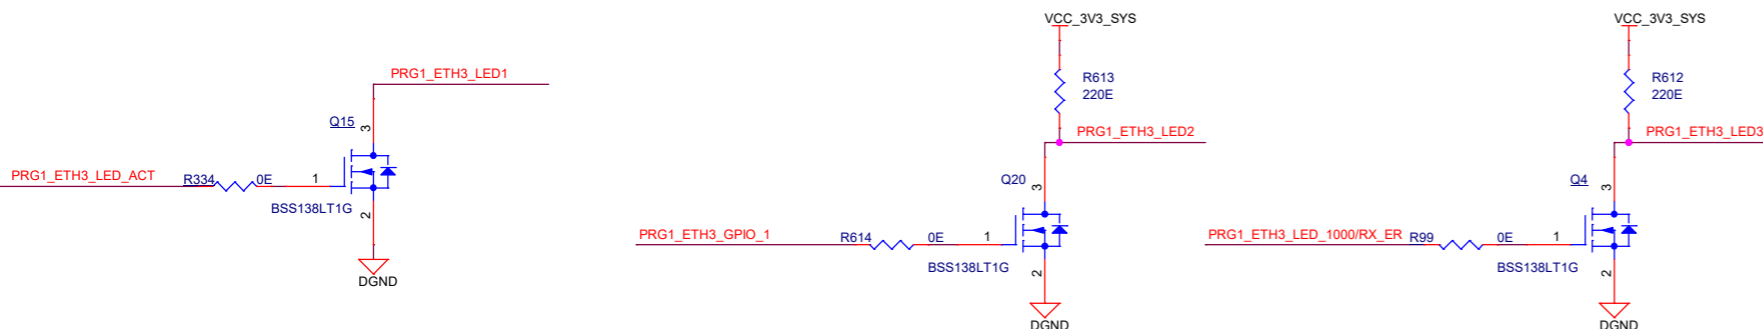 PRG1_ETH3_LED1
Q15
3
PRG1_ETH3_LED_ACT
R334
0E
1
BSS138LT1G
2
DGND
VCC_3V3_SYS
R613
220E
PRG1_ETH3_LED2
Q20
3
PRG1_ETH3_GPIO_1
R614
0E
1
BSS138LT1G
2
DGND
VCC_3V3_SYS
R612
220E
PRG1_ETH3_LED3
Q4
3
PRG1_ETH3_LED_1000/RX_ER
R99
0E
1
BSS138LT1G
2
DGND